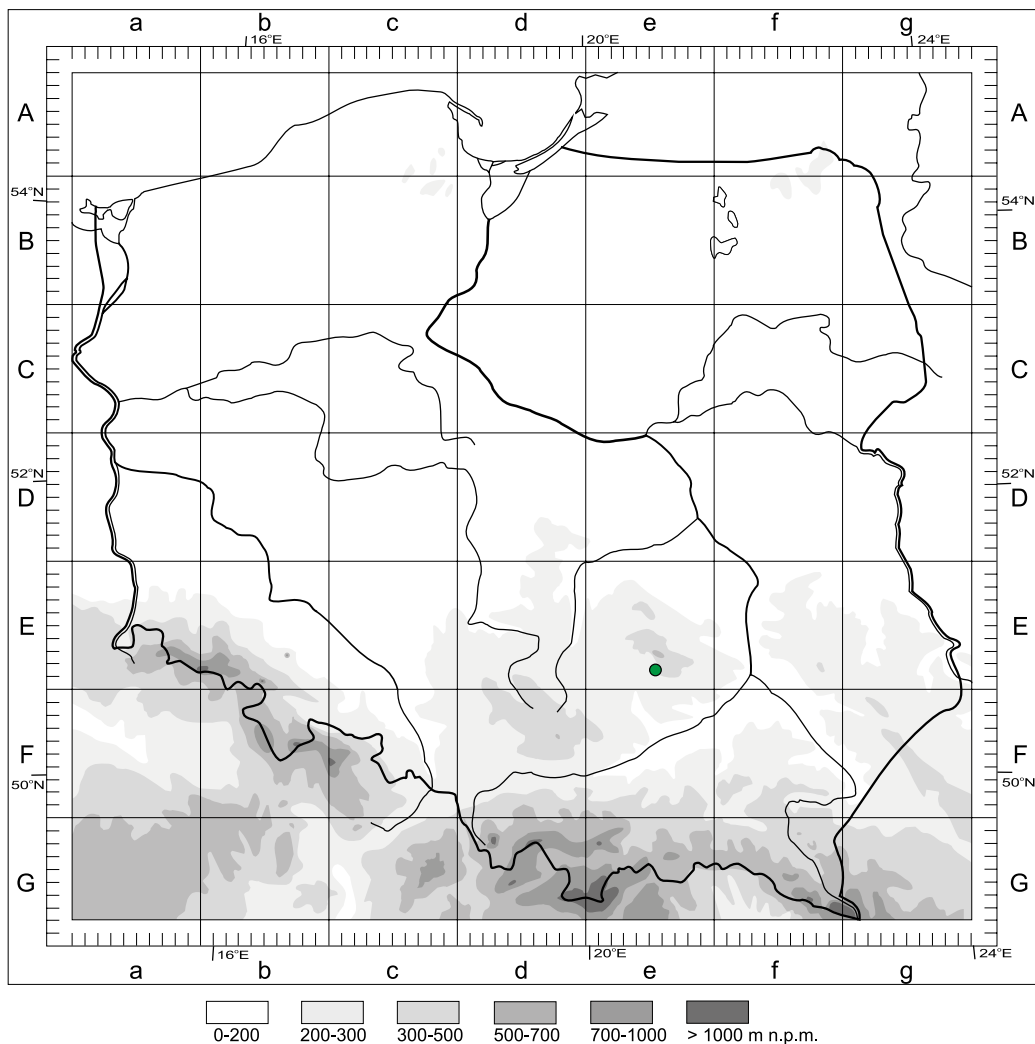 a b c d e f g
16°E 20°E 24°E
A A
54°N 54°N
B B
C C
52°N 52°N
D D
E E
F F
50°N 50°N
G G
16°E 20°E 24°E
a b c d e f g
0-200 200-300 300-500 500-700 700-1000 > 1000 m n.p.m.